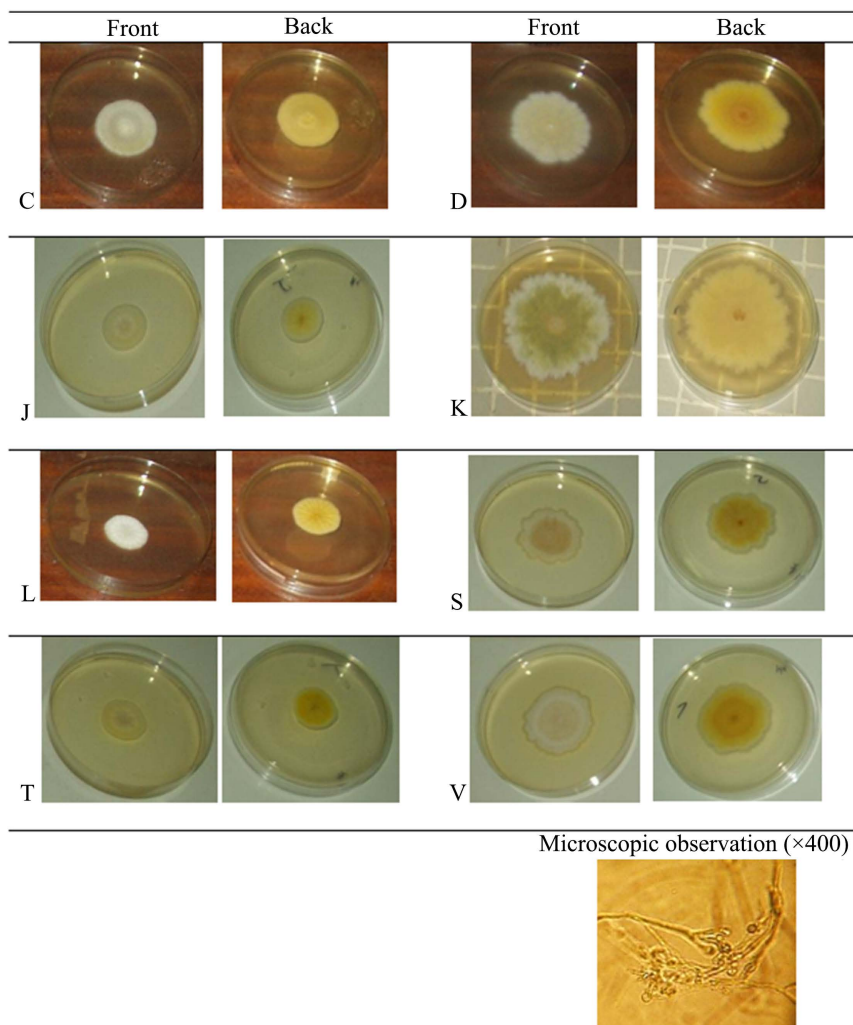 Front Back Front Back
C D
J K
L S
T V
Microscopic observation (×400)